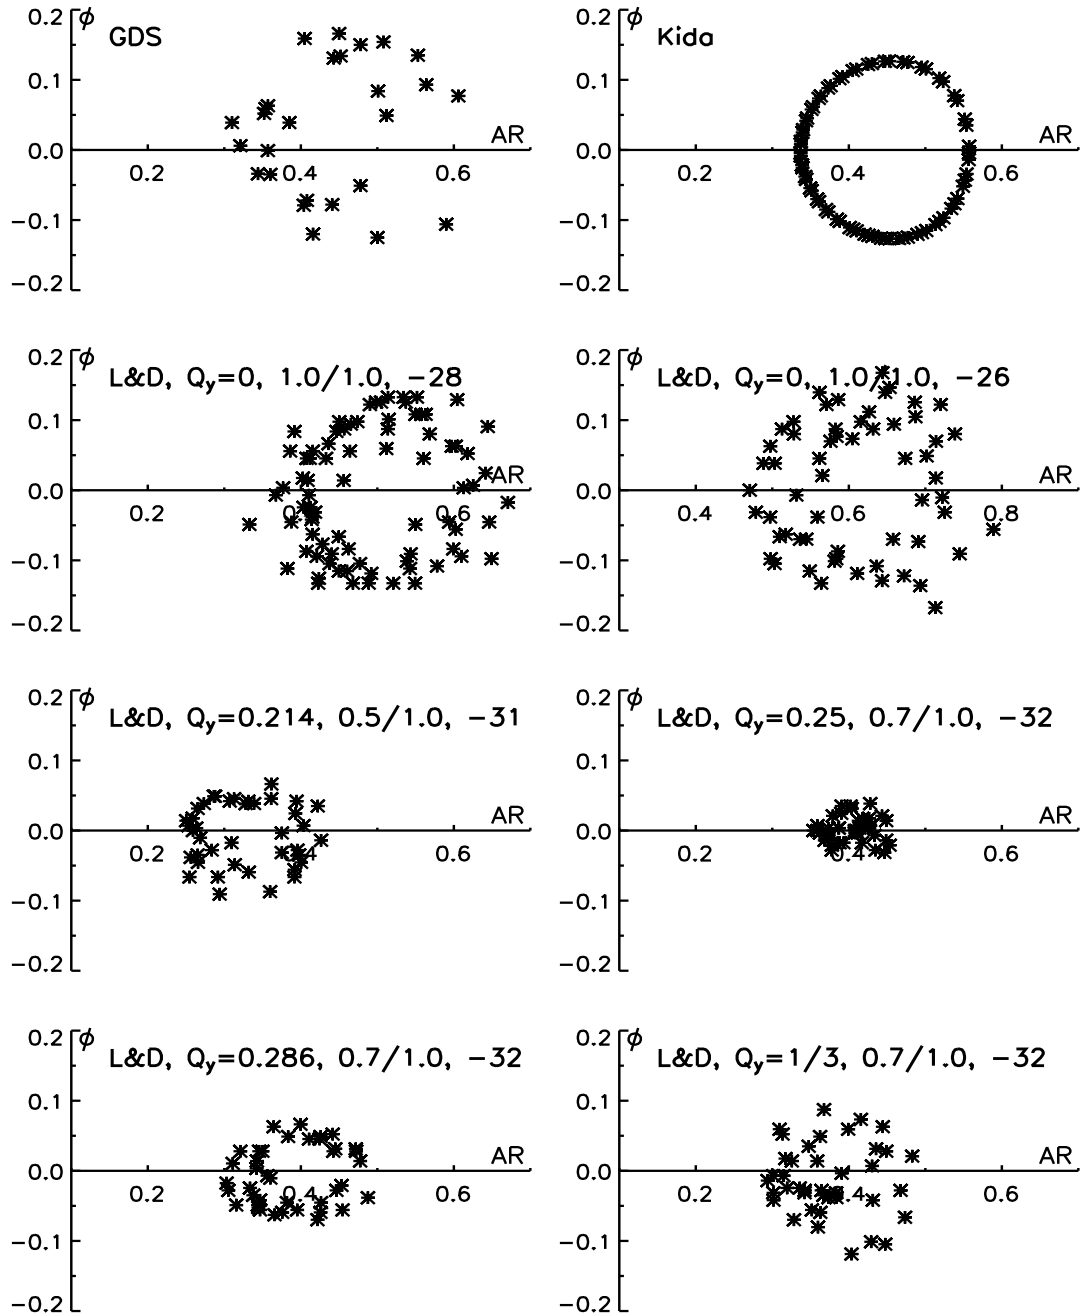 0.2 φ GDS
0.1
AR
0.0
0.2 0.4 0.6
−0.1
−0.2
0.2 φ Kida
0.1
AR
0.0
0.2 0.4 0.6
−0.1
−0.2
0.2 φ
L&D, Qy=0, 1.0/1.0, −28
0.1
AR
0.0
0.2 0.4 0.6
−0.1
−0.2
0.2 φ
L&D, Qy=0, 1.0/1.0, −26
0.1
AR
0.0
0.4 0.6 0.8
−0.1
−0.2
0.2 φ
L&D, Qy=0.214, 0.5/1.0, −31
0.1
AR
0.0
0.2 0.4 0.6
−0.1
−0.2
0.2 φ
L&D, Qy=0.25, 0.7/1.0, −32
0.1
AR
0.0
0.2 0.4 0.6
−0.1
−0.2
0.2 φ
L&D, Qy=0.286, 0.7/1.0, −32
0.1
AR
0.0
0.2 0.4 0.6
−0.1
−0.2
0.2 φ
L&D, Qy=1/3, 0.7/1.0, −32
0.1
AR
0.0
0.2 0.4 0.6
−0.1
−0.2